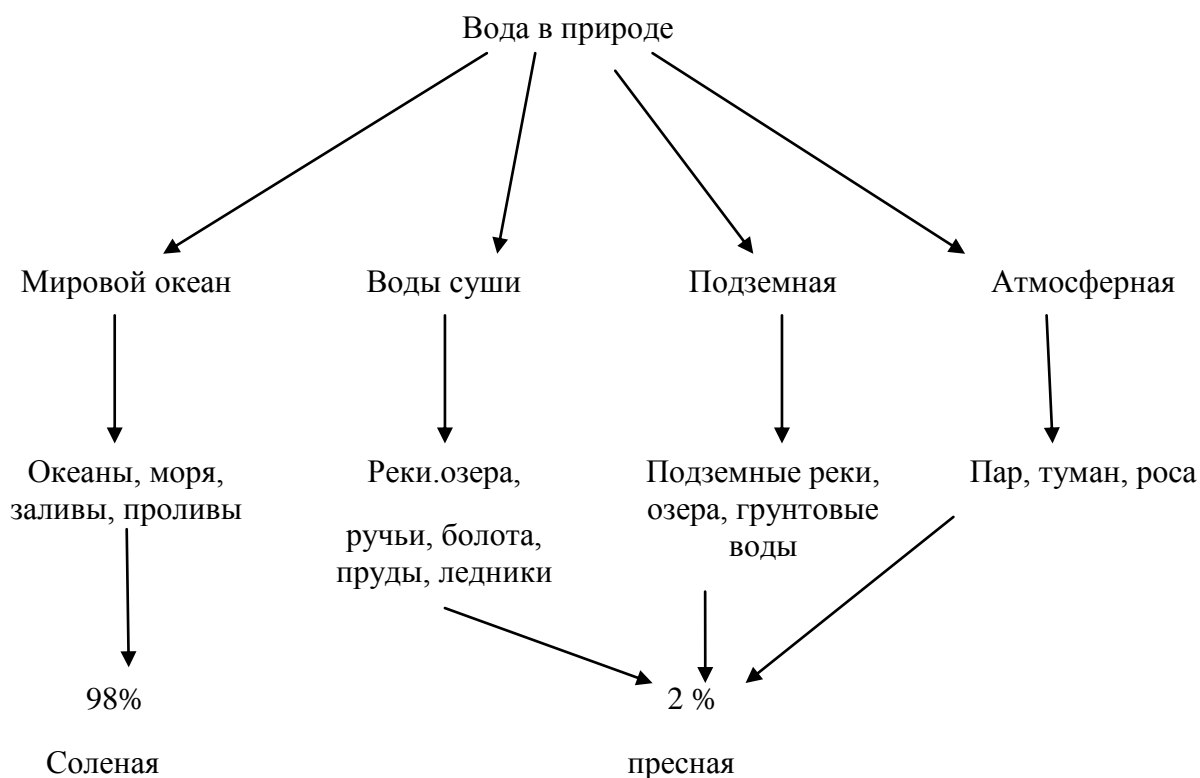 Вода в природе
Мировой океан
Воды суши
Подземная
Атмосферная
Океаны, моря,
заливы, проливы
Реки.озера,
ручьи, болота,
пруды, ледники
Подземные реки,
озера, грунтовые
воды
Пар, туман, роса
98%
2 %
Соленая
пресная